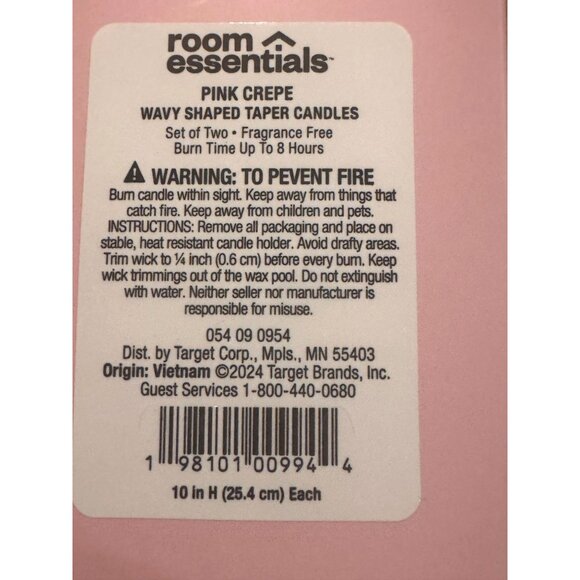 room
essentials™
PINK CREPE
WAVY SHAPED TAPER CANDLES
Set of Two • Fragrance Free
Burn Time Up To 8 Hours
WARNING: TO PEVENT FIRE
Burn candle within sight. Keep away from things that
catch fire. Keep away from children and pets.
INSTRUCTIONS: Remove all packaging and place on
stable, heat resistant candle holder. Avoid drafty areas.
Trim wick to ¼ inch (0.6 cm) before every burn. Keep
wick trimmings out of the wax pool. Do not extinguish
with water. Neither seller nor manufacturer is
responsible for misuse.
054 09 0954
Dist. by Target Corp., Mpls., MN 55403
Origin: Vietnam ©2024 Target Brands, Inc.
Guest Services 1-800-440-0680
1 98101 00994 4
10 in H (25.4 cm) Each